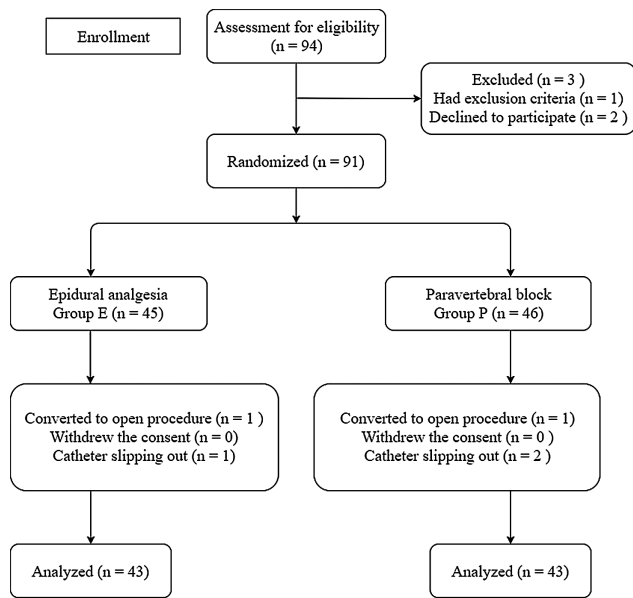 Enrollment
Assessment for eligibility
(n = 94)
Excluded (n = 3 )
Had exclusion criteria (n = 1)
Declined to participate (n = 2 )
Randomized (n = 91)
Epidural analgesia
Group E (n = 45)
Paravertebral block
Group P (n = 46)
Converted to open procedure (n = 1 )
Withdrew the consent (n = 0)
Catheter slipping out (n = 1)
Converted to open procedure (n = 1)
Withdrew the consent (n = 0 )
Catheter slipping out (n = 2 )
Analyzed (n = 43)
Analyzed (n = 43)